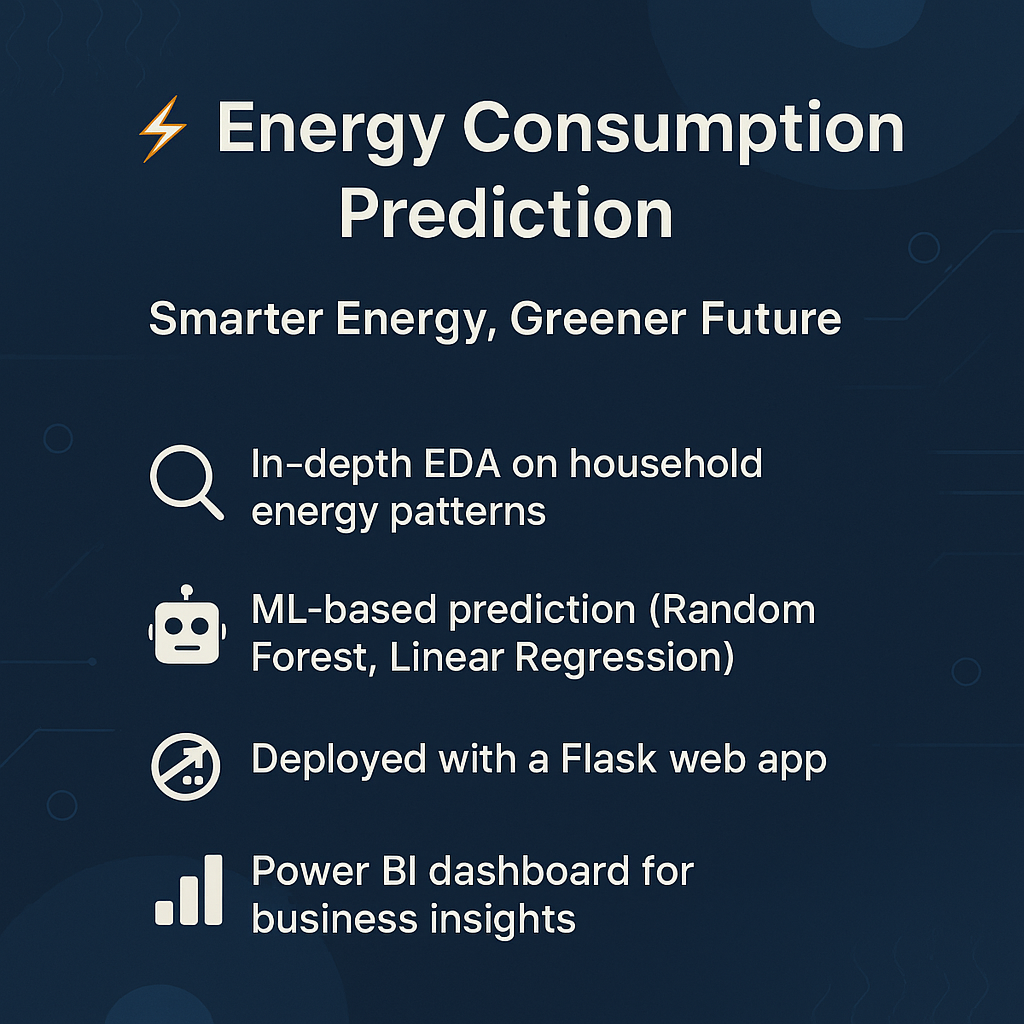 ⚡ Energy Consumption
Prediction
Smarter Energy, Greener Future
In-depth EDA on household
energy patterns
ML-based prediction (Random
Forest, Linear Regression)
Deployed with a Flask web app
Power BI dashboard for
business insights